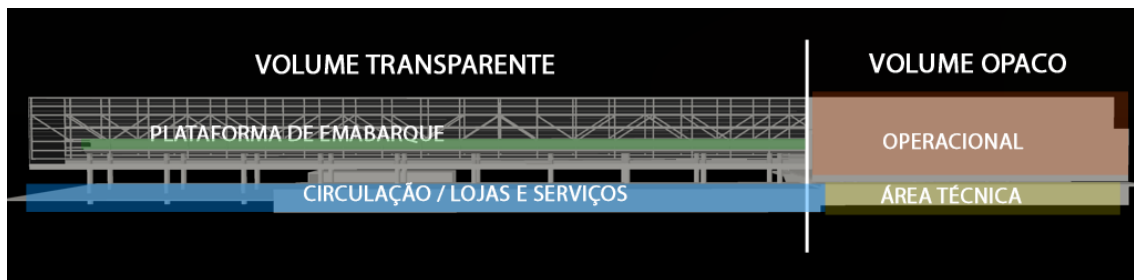 VOLUME TRANSPARENTE
VOLUME OPACO
PLATAFORMA DE EMABARQUE
OPERACIONAL
CIRCULAÇÃO / LOJAS E SERVIÇOS
ÁREA TÉCNICA